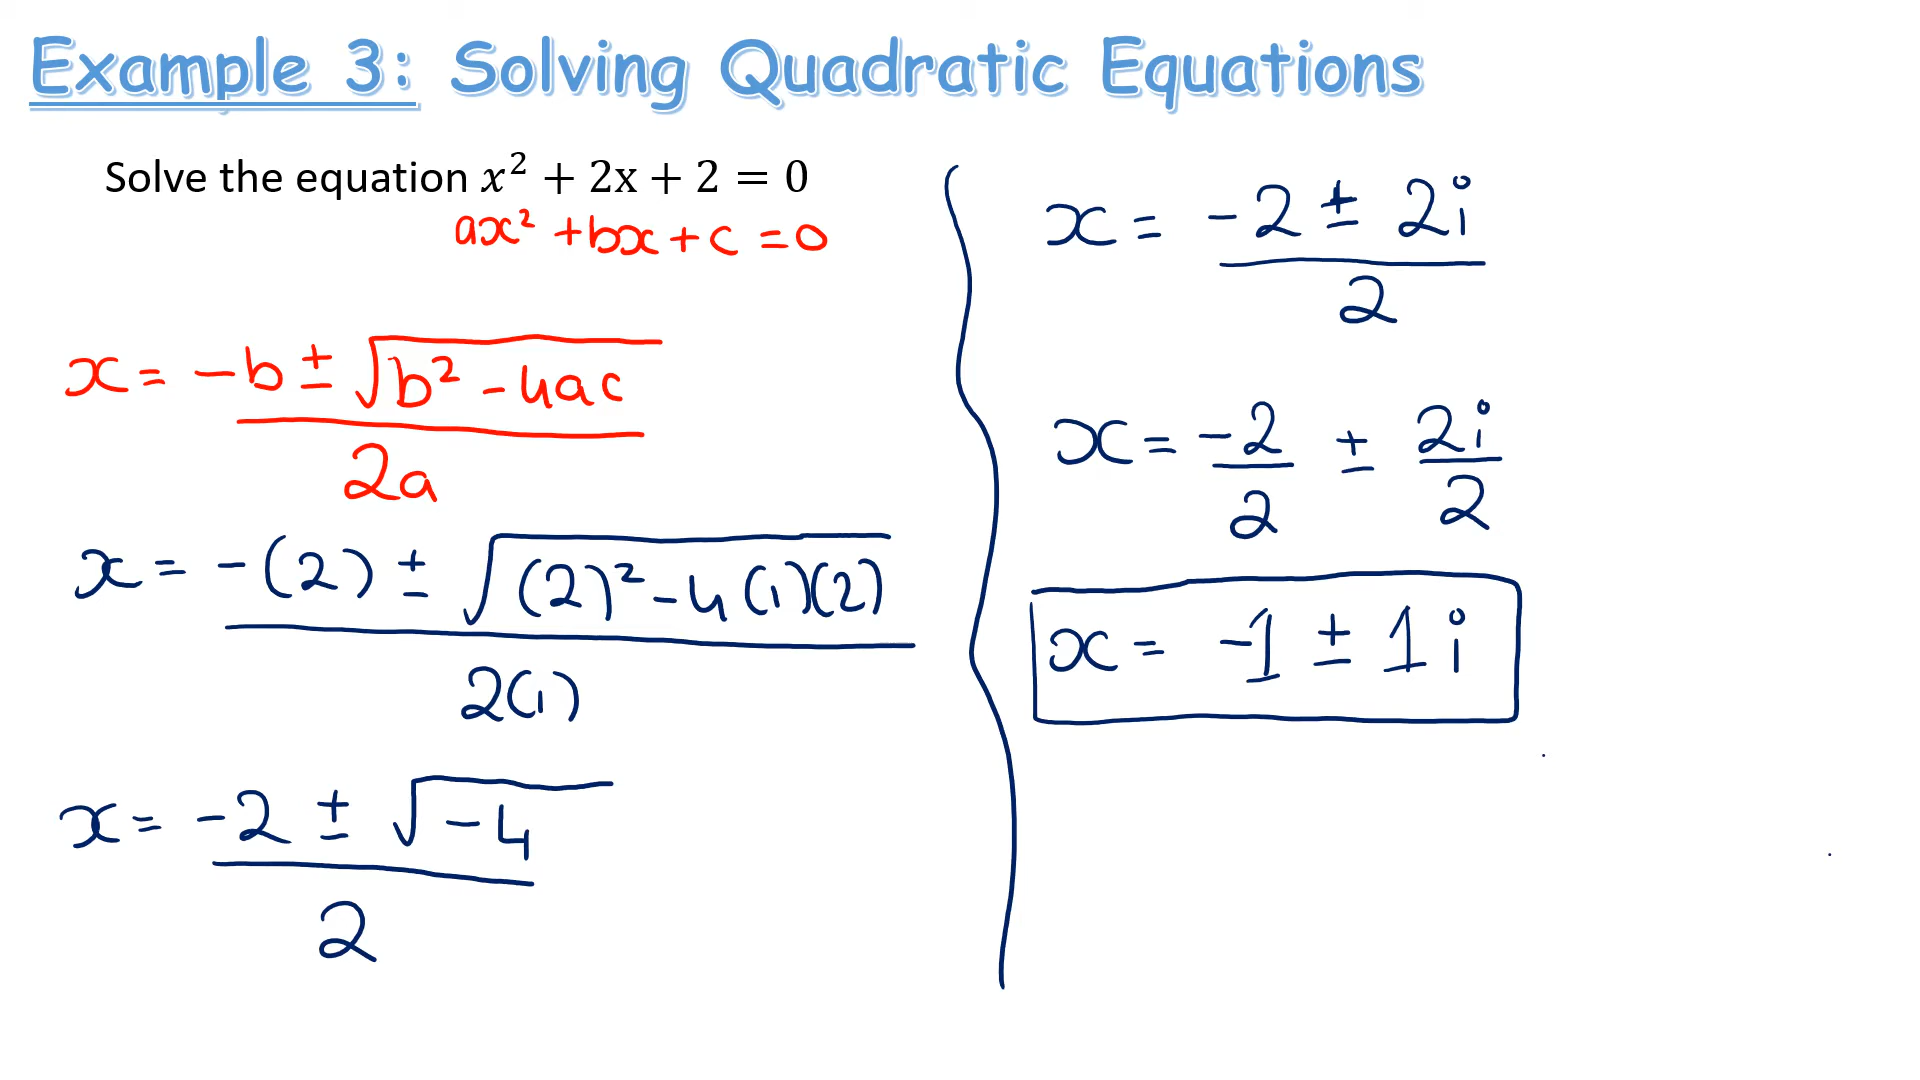 Example 3: Solving Quadratic Equations
Solve the equation x² + 2x + 2 = 0
ax² + bx + c = 0
x = -b ± √b² - 4ac
2a
x = -(2) ± √(2)² - 4(1)(2)
2(1)
x = -2 ± √-4
2
x = -2 ± 2i
2
x = -2 ± 2i
2 2
x = -1 ± 1i